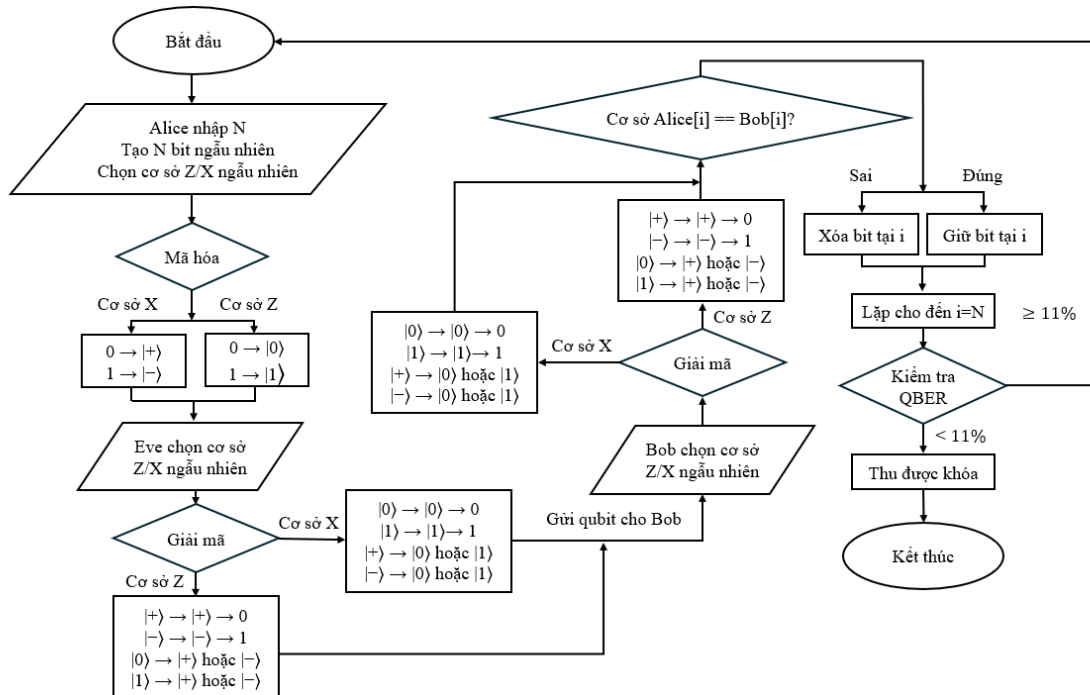 Bắt đầu
Alice nhập N
Tạo N bit ngẫu nhiên
Chọn cơ sở Z/X ngẫu nhiên
Mã hóa
Cơ sở X
Cơ sở Z
0 → |+⟩
1 → |−⟩
0 → |0⟩
1 → |1⟩
Eve chọn cơ sở
Z/X ngẫu nhiên
Giải mã
Cơ sở X
Cơ sở Z
|0⟩ → |0⟩ → 0
|1⟩ → |1⟩ → 1
|+⟩ → |0⟩ hoặc |1⟩
|−⟩ → |0⟩ hoặc |1⟩
|+⟩ → |+⟩ → 0
|−⟩ → |−⟩ → 1
|0⟩ → |+⟩ hoặc |−⟩
|1⟩ → |+⟩ hoặc |−⟩
Gửi qubit cho Bob
Bob chọn cơ sở
Z/X ngẫu nhiên
Giải mã
Cơ sở X
Cơ sở Z
|0⟩ → |0⟩ → 0
|1⟩ → |1⟩ → 1
|+⟩ → |0⟩ hoặc |1⟩
|−⟩ → |0⟩ hoặc |1⟩
|+⟩ → |+⟩ → 0
|−⟩ → |−⟩ → 1
|0⟩ → |+⟩ hoặc |−⟩
|1⟩ → |+⟩ hoặc |−⟩
Cơ sở Alice[i] == Bob[i]?
Sai
Đúng
Xóa bit tại i
Giữ bit tại i
Lặp cho đến i=N
≥ 11%
Kiểm tra
QBER
< 11%
Thu được khóa
Kết thúc